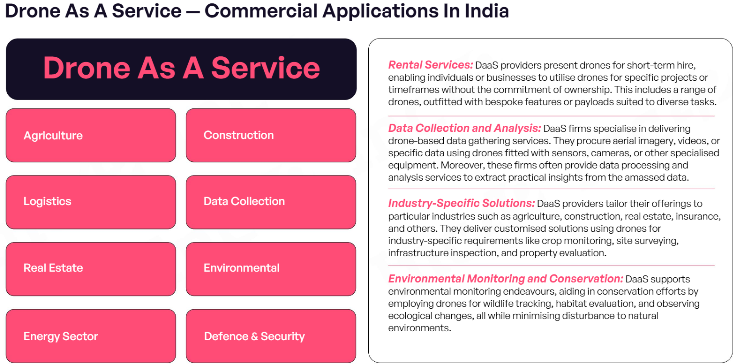 Drone As A Service — Commercial Applications In India
Drone As A Service
Agriculture
Construction
Logistics
Data Collection
Real Estate
Environmental
Energy Sector
Defence & Security
Rental Services: DaaS providers present drones for short-term hire,
enabling individuals or businesses to utilise drones for specific projects or
timeframes without the commitment of ownership. This includes a range of
drones, outfitted with bespoke features or payloads suited to diverse tasks.
Data Collection and Analysis: DaaS firms specialise in delivering
drone-based data gathering services. They procure aerial imagery, videos, or
specific data using drones fitted with sensors, cameras, or other specialised
equipment. Moreover, these firms often provide data processing and
analysis services to extract practical insights from the amassed data.
Industry-Specific Solutions: DaaS providers tailor their offerings to
particular industries such as agriculture, construction, real estate, insurance,
and others. They deliver customised solutions using drones for
industry-specific requirements like crop monitoring, site surveying,
infrastructure inspection, and property evaluation.
Environmental Monitoring and Conservation: DaaS supports
environmental monitoring endeavours, aiding in conservation efforts by
employing drones for wildlife tracking, habitat evaluation, and observing
ecological changes, all while minimising disturbance to natural
environments.